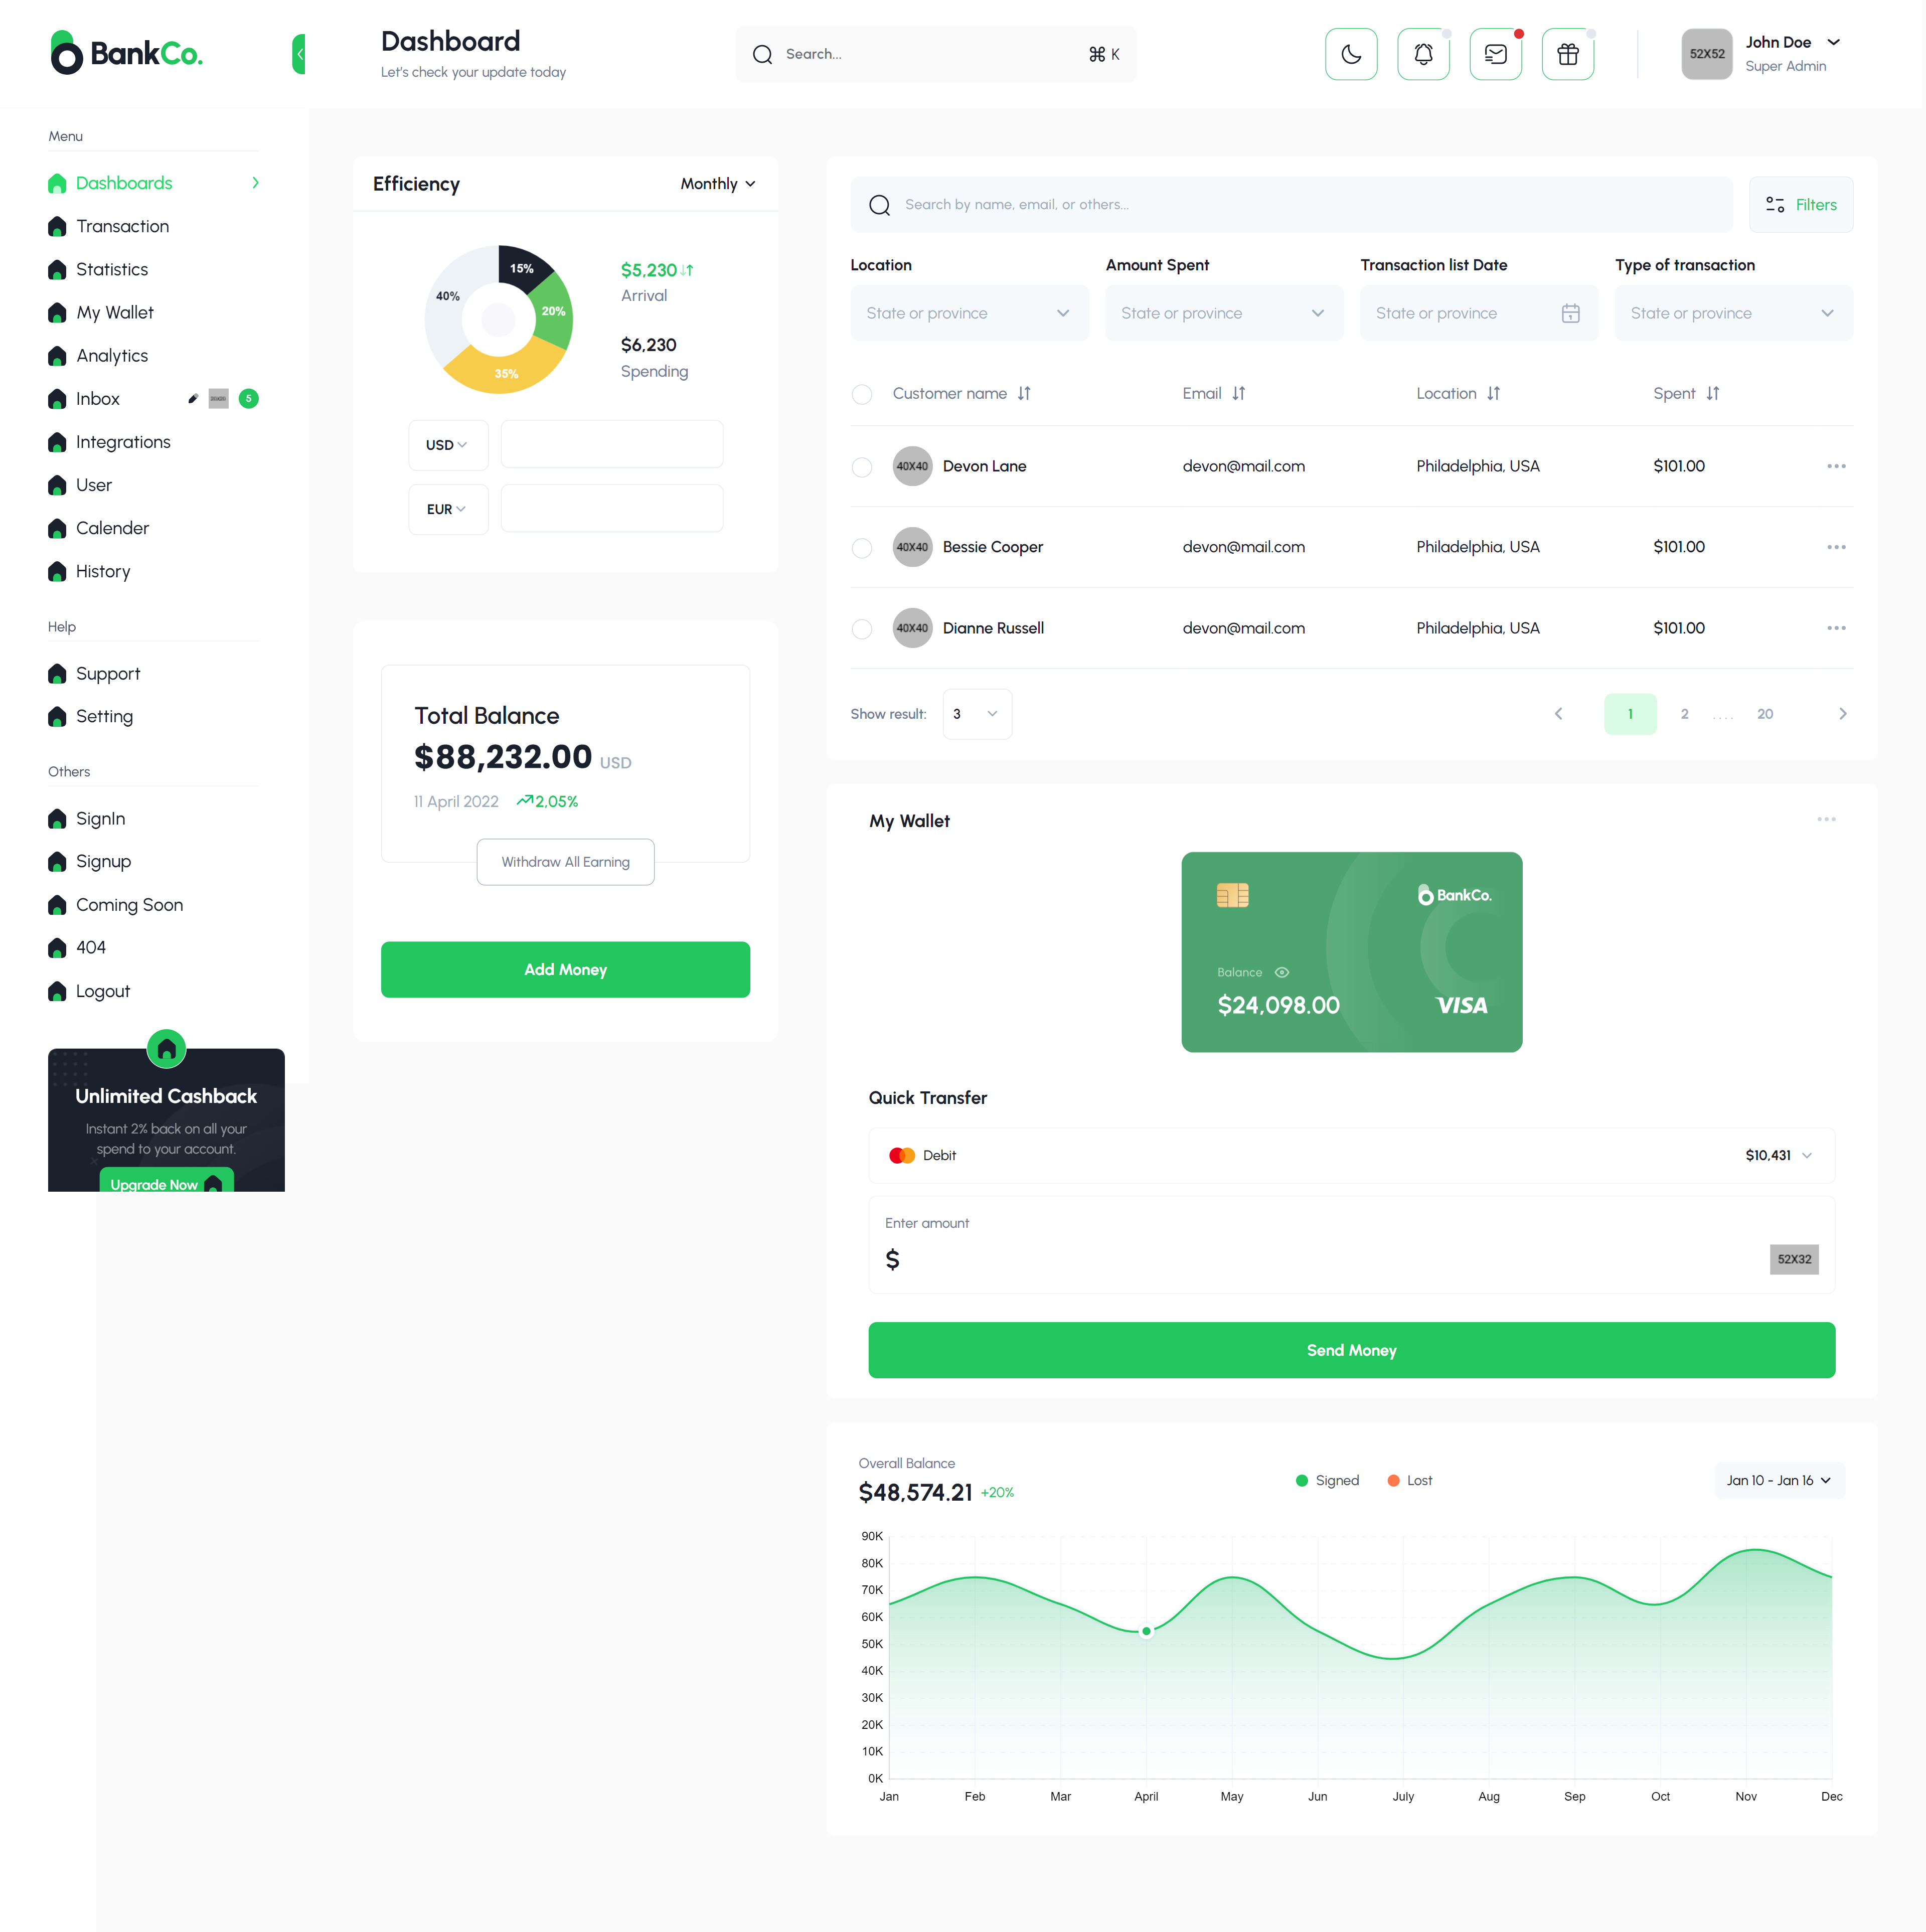 BankCo.
Dashboard
Let's check your update today
Search...
⌘ K
52X52
John Doe
Super Admin
Menu
Dashboards
Transaction
Statistics
My Wallet
Analytics
Inbox
5
Integrations
User
Calender
History
Help
Support
Setting
Others
SignIn
Signup
Coming Soon
404
Logout
Unlimited Cashback
Instant 2% back on all your
spend to your account.
Upgrade Now
Efficiency
Monthly
15%
20%
35%
40%
$5,230
Arrival
$6,230
Spending
USD
EUR
Total Balance
$88,232.00 USD
11 April 2022 2,05%
Withdraw All Earning
Add Money
Search by name, email, or others...
Filters
Location Amount Spent Transaction list Date Type of transaction
State or province State or province State or province State or province
Customer name Email Location Spent
40X40 Devon Lane devon@mail.com Philadelphia, USA $101.00
40X40 Bessie Cooper devon@mail.com Philadelphia, USA $101.00
40X40 Dianne Russell devon@mail.com Philadelphia, USA $101.00
Show result: 3
1 2 .... 20
My Wallet
BankCo.
Balance
$24,098.00
VISA
Quick Transfer
Debit $10,431
Enter amount
$
52X32
Send Money
Overall Balance
$48,574.21 +20%
Signed Lost
Jan 10 - Jan 16
90K
80K
70K
60K
50K
40K
30K
20K
10K
0K
Jan Feb Mar April May Jun July Aug Sep Oct Nov Dec